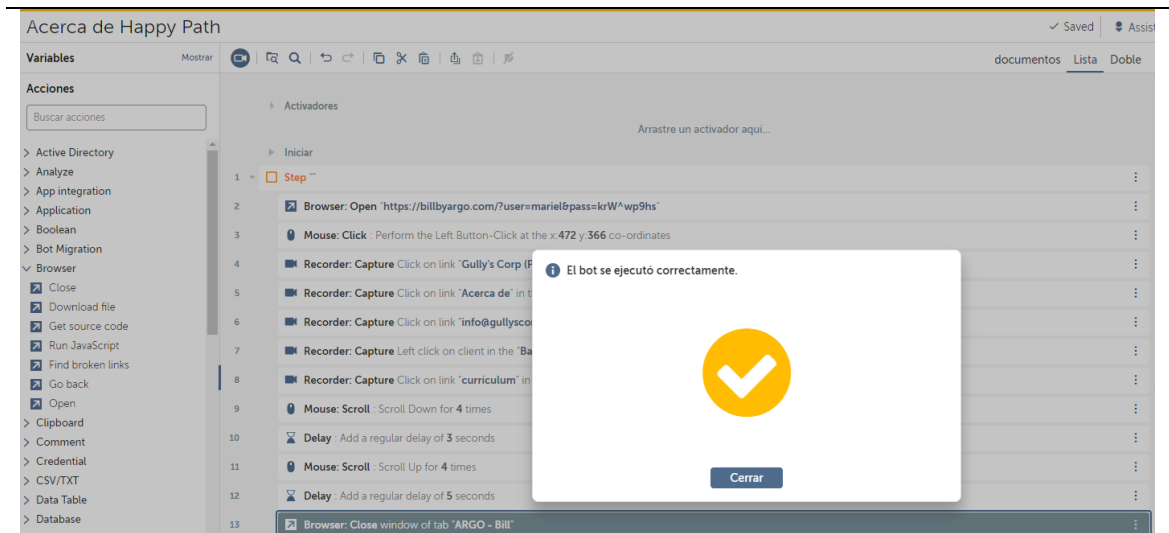 Acerca de Happy Path
Saved
Assist
Variables
Mostrar
documentos Lista Doble
Acciones
Buscar acciones
Active Directory
Analyze
App integration
Application
Boolean
Bot Migration
Browser
Close
Download file
Get source code
Run JavaScript
Find broken links
Go back
Open
Clipboard
Comment
Credential
CSV/TXT
Data Table
Database
Activadores
Arrastre un activador aqui...
Iniciar
1 Step ""
2 Browser: Open "https://billbyargo.com/?user=mariel&pass=krW^wp9hs"
3 Mouse: Click : Perform the Left Button-Click at the x:472 y:366 co-ordinates
4 Recorder: Capture Click on link "Gully's Corp (P
5 Recorder: Capture Click on link "Acerca de" in t
6 Recorder: Capture Click on link "info@gullysco
7 Recorder: Capture Left click on client in the "Ba
8 Recorder: Capture Click on link "curriculum" in
9 Mouse: Scroll : Scroll Down for 4 times
10 Delay : Add a regular delay of 3 seconds
11 Mouse: Scroll : Scroll Up for 4 times
12 Delay : Add a regular delay of 5 seconds
13 Browser: Close window of tab "ARGO - Bill"
El bot se ejecutó correctamente.
Cerrar